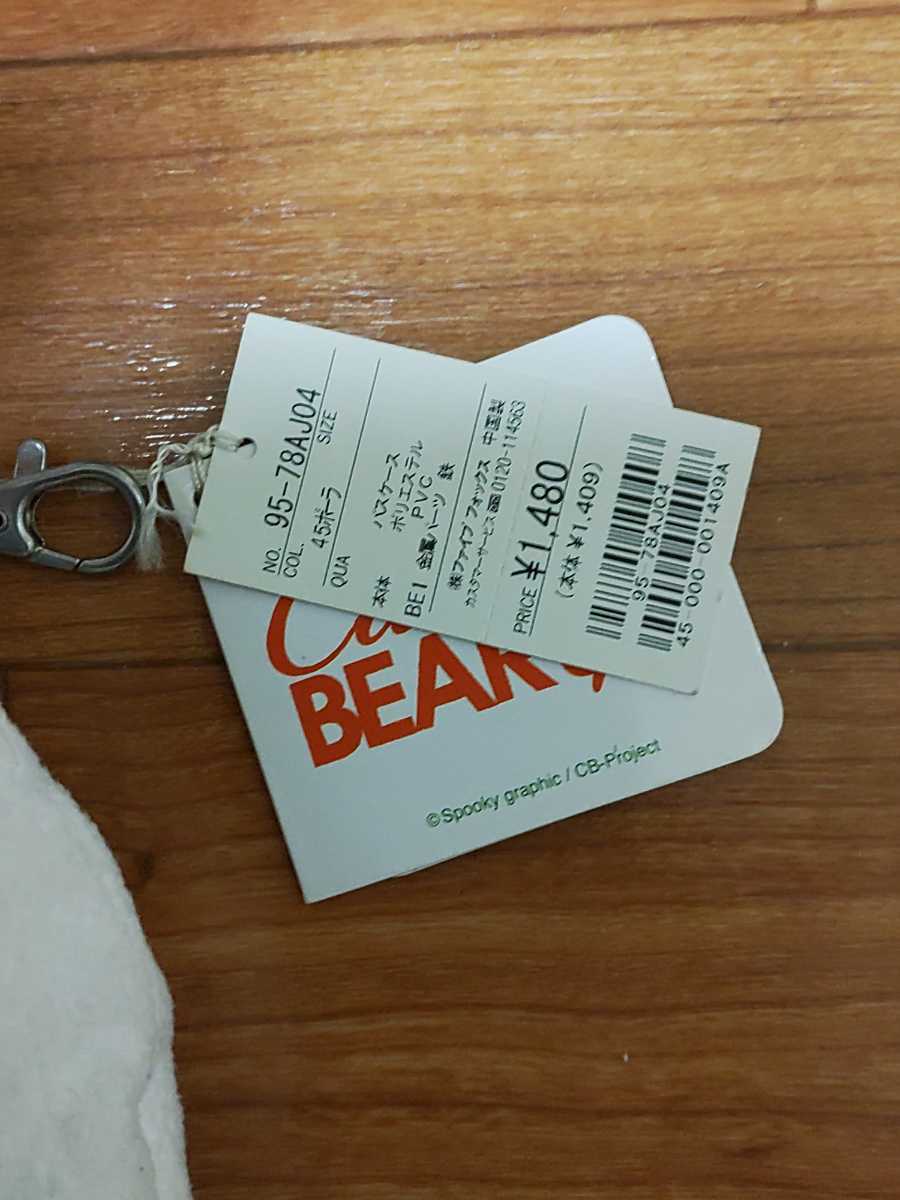 NO. 95-78AJ04
COL. SIZE
45ポーラ
QUA
パスケース
本体 ポリエステル
PVC
BE1 金属パーツ 鉄
㈱ファイブ フォックス 中国製
カスタマーサービス 0120-114563
PRICE ¥1,480
(本体 ¥1,409)
95-78AJ04
45-000-001409A
BEAR
©Spooky graphic / CB-Project